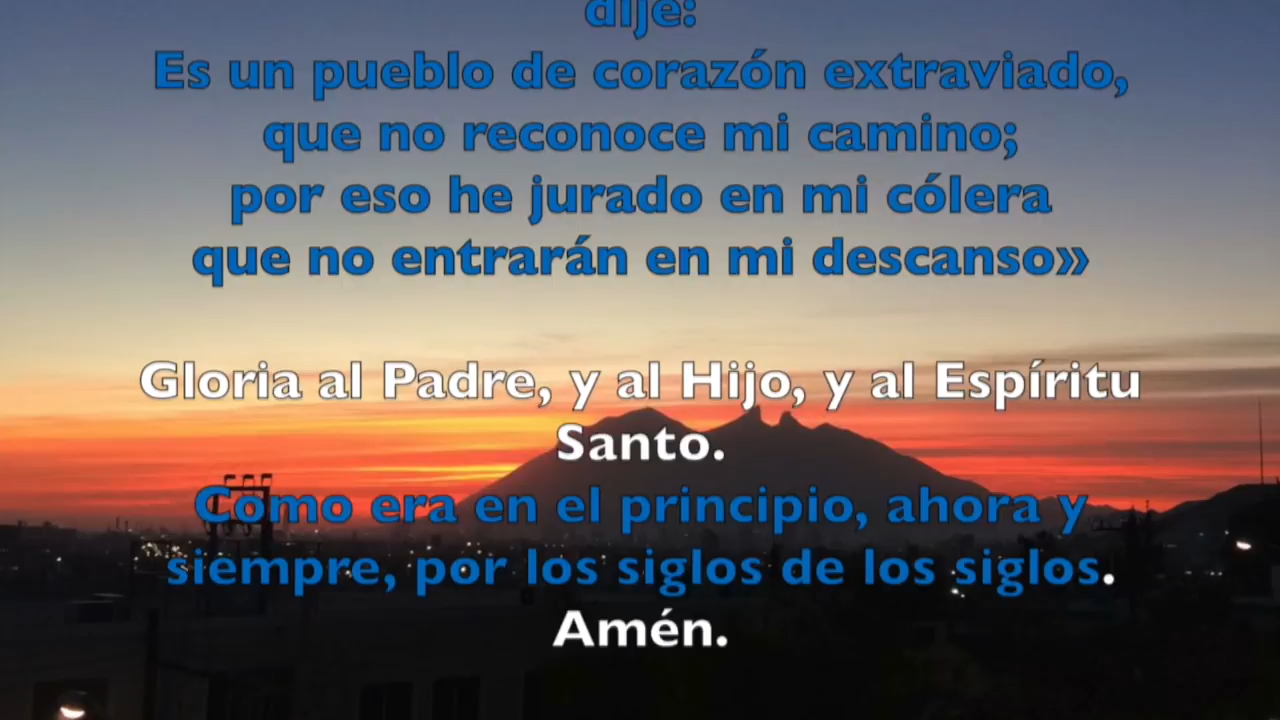 dije:
Es un pueblo de corazón extraviado,
que no reconoce mi camino;
por eso he jurado en mi cólera
que no entrarán en mi descanso»
Gloria al Padre, y al Hijo, y al Espíritu
Santo.
Como era en el principio, ahora y
siempre, por los siglos de los siglos.
Amén.